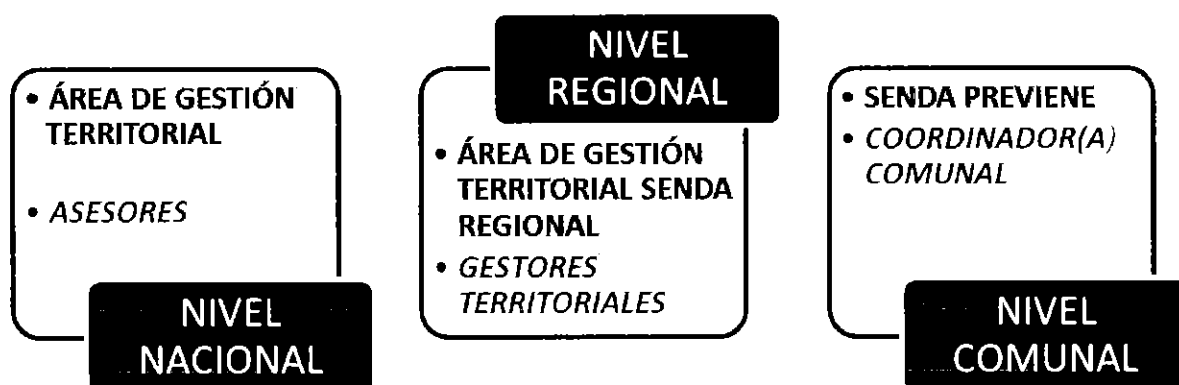 • ÁREA DE GESTIÓN
TERRITORIAL
• ASESORES
NIVEL
NACIONAL
NIVEL
REGIONAL
• ÁREA DE GESTIÓN
TERRITORIAL SENDA
REGIONAL
• GESTORES
TERRITORIALES
• SENDA PREVIENE
• COORDINADOR(A)
COMUNAL
NIVEL
COMUNAL